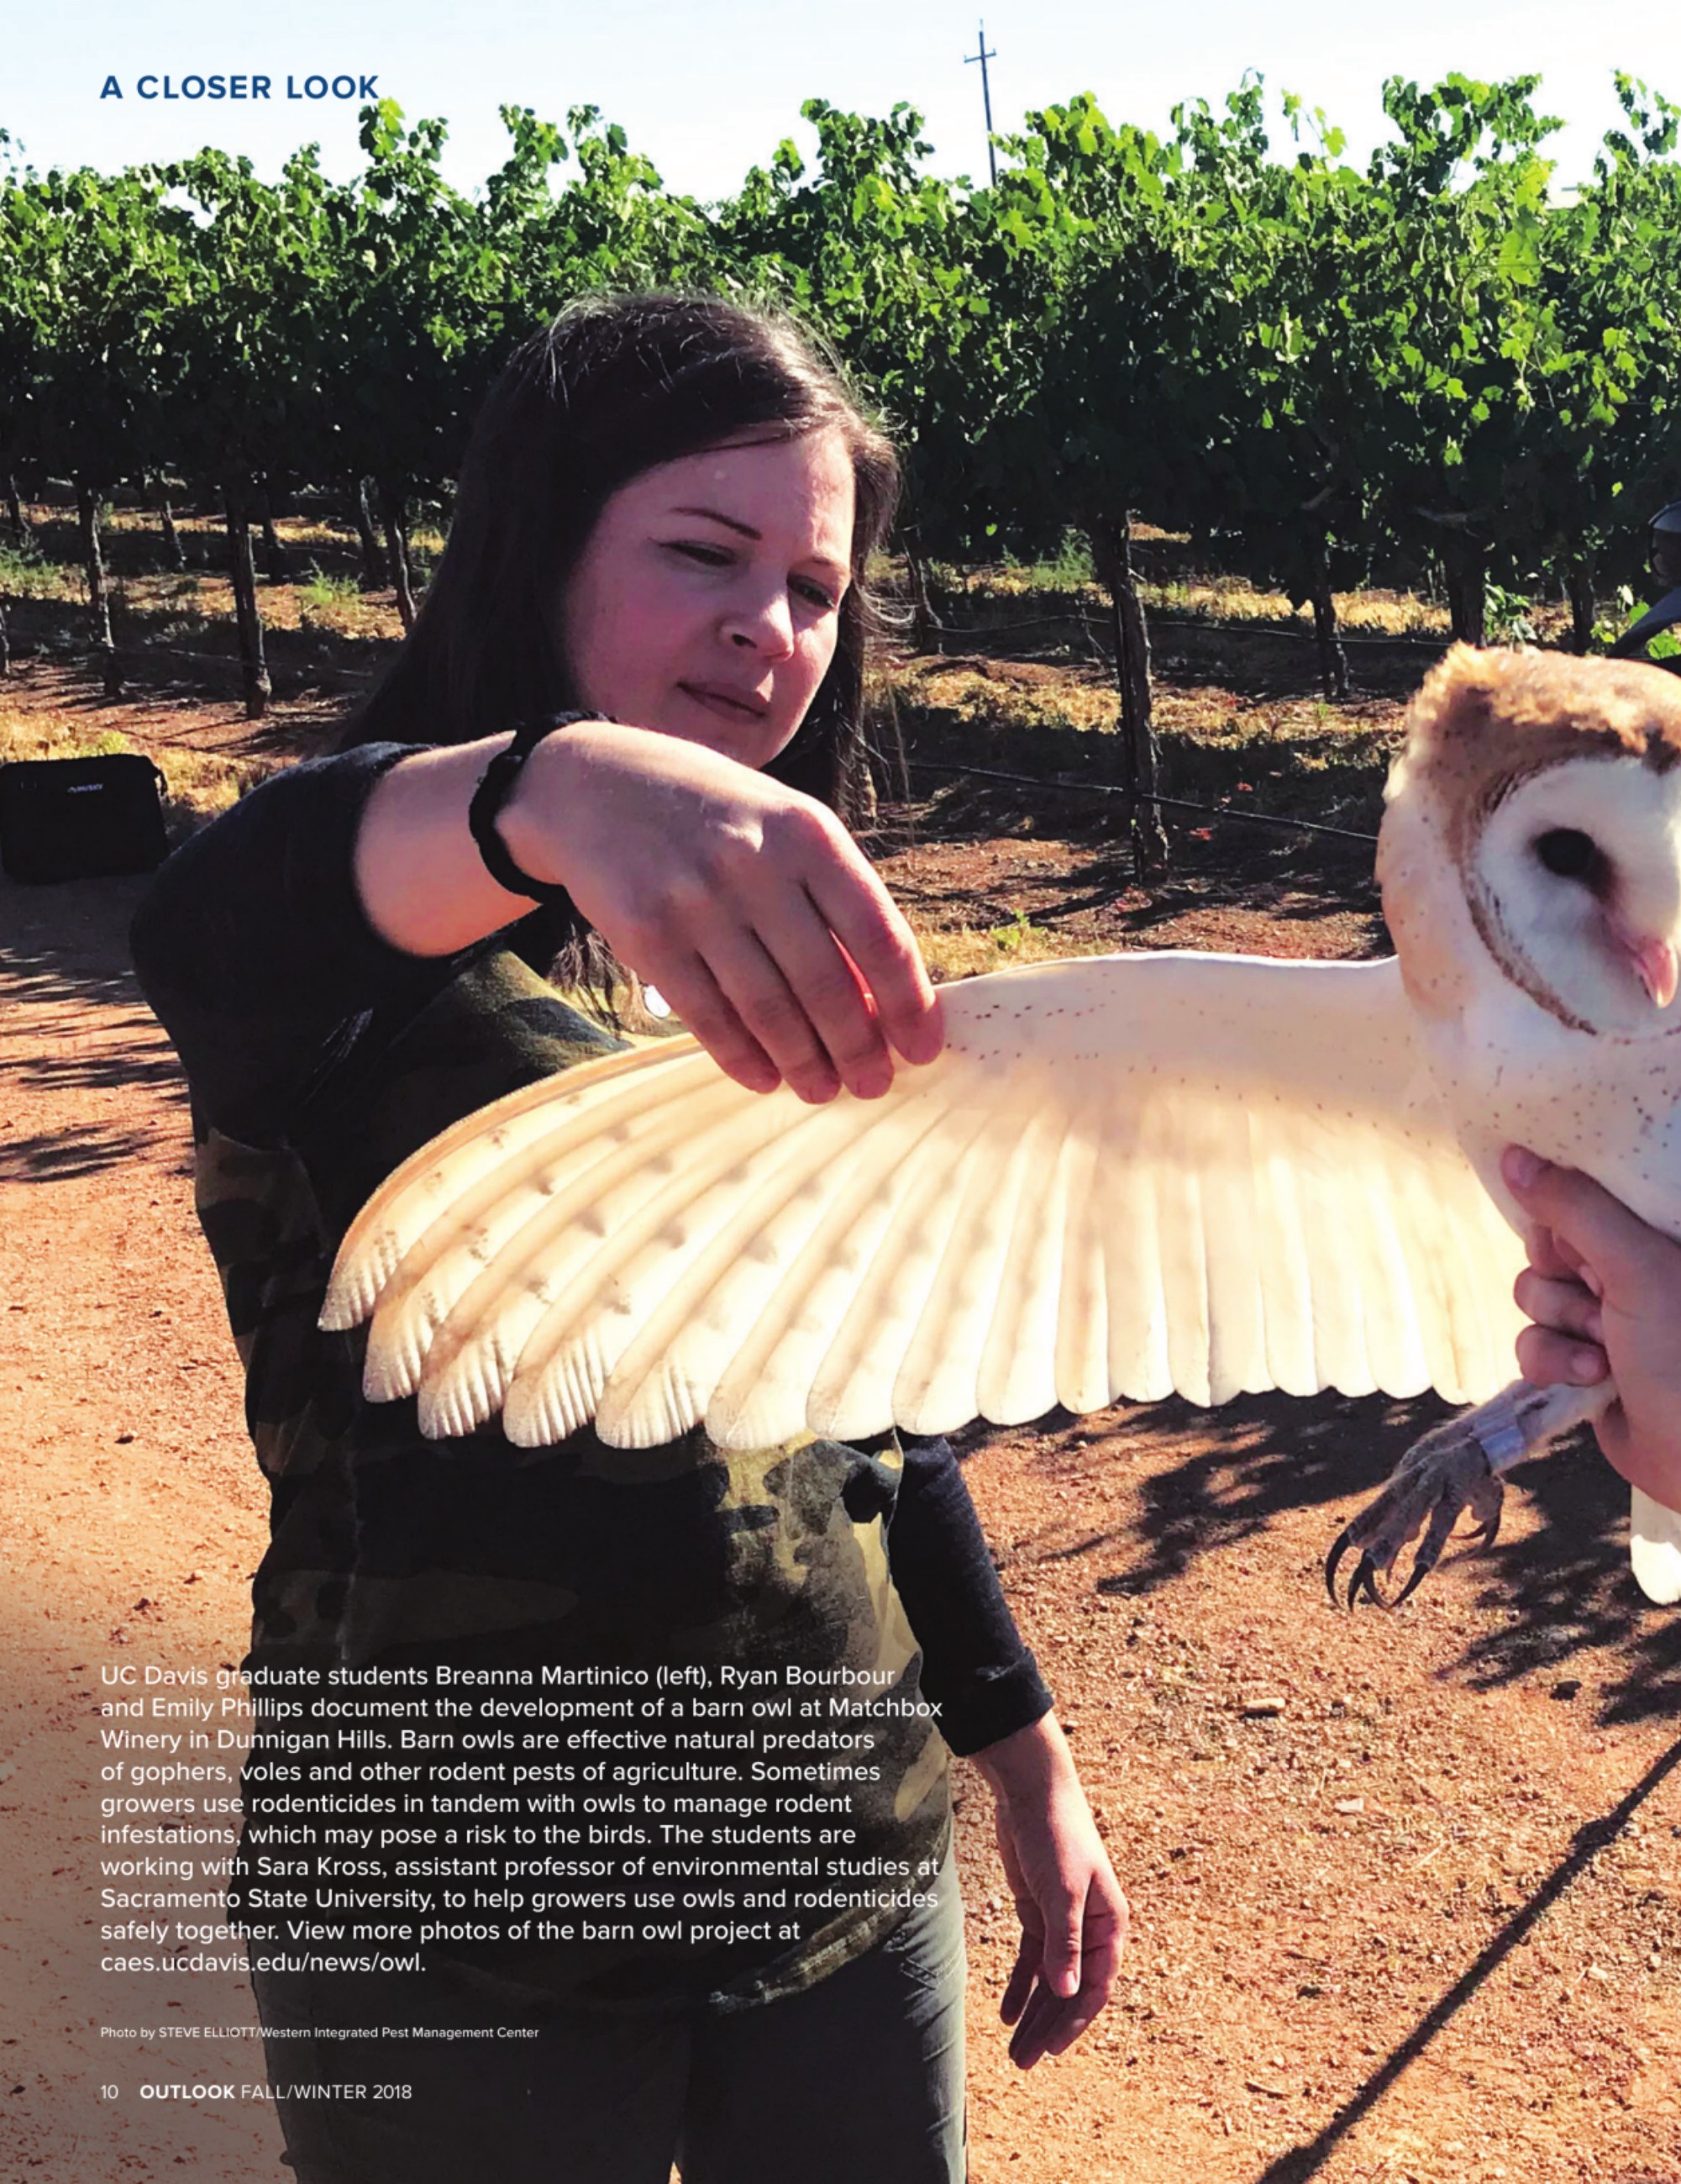 A CLOSER LOOK
UC Davis graduate students Breanna Martinico (left), Ryan Bourbour
and Emily Phillips document the development of a barn owl at Matchbox
Winery in Dunnigan Hills. Barn owls are effective natural predators
of gophers, voles and other rodent pests of agriculture. Sometimes
growers use rodenticides in tandem with owls to manage rodent
infestations, which may pose a risk to the birds. The students are
working with Sara Kross, assistant professor of environmental studies at
Sacramento State University, to help growers use owls and rodenticides
safely together. View more photos of the barn owl project at
caes.ucdavis.edu/news/owl.
Photo by STEVE ELLIOTT/Western Integrated Pest Management Center
10 OUTLOOK FALL/WINTER 2018